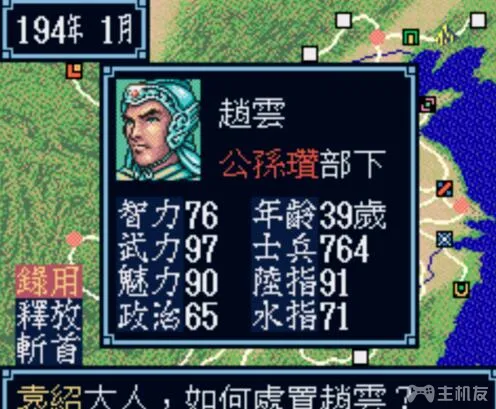 194年 1月
趙雲
公孫瓚部下
智力76 年齡39歲
武力97 士兵764
魅力90 陸指91
政治65 水指71
錄用
釋放
斬首
袁紹大人，如何處置趙雲？
主机友